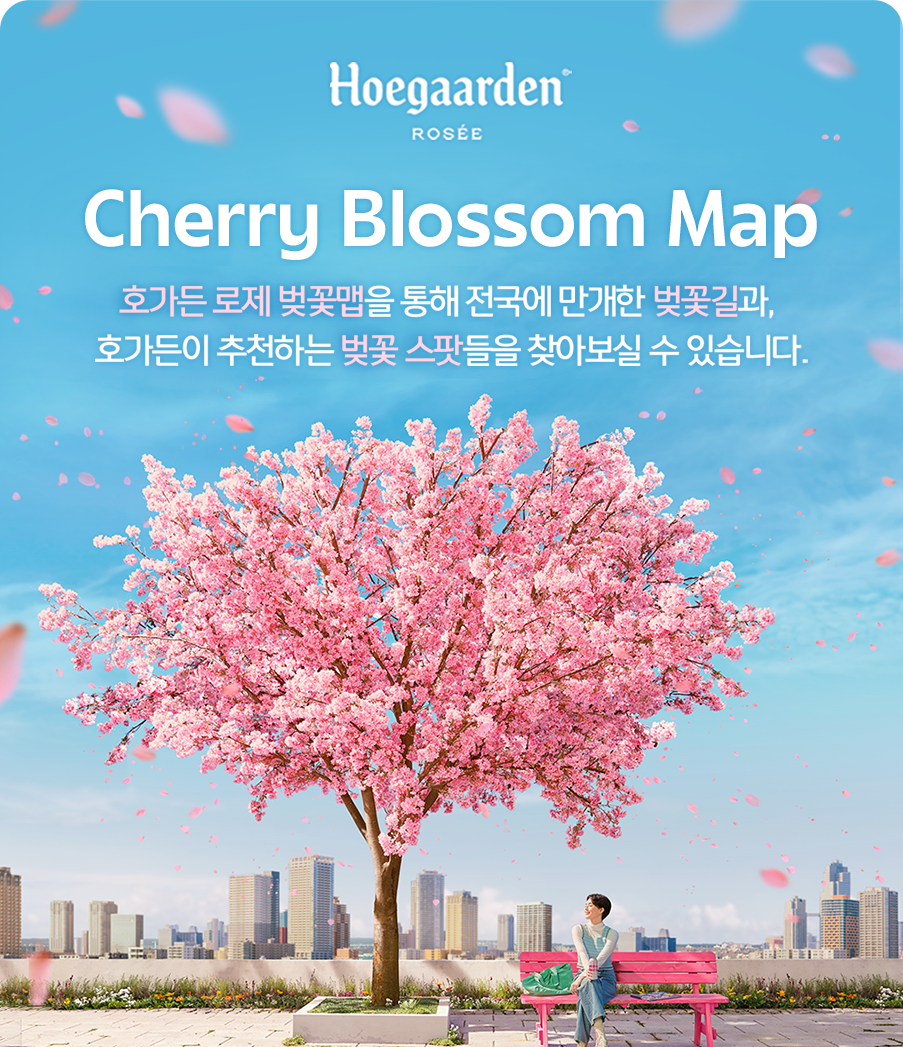 Hoegaarden®
ROSÉE
Cherry Blossom Map
호가든 로제 벚꽃맵을 통해 전국에 만개한 벚꽃길과,
호가든이 추천하는 벚꽃 스팟들을 찾아보실 수 있습니다.